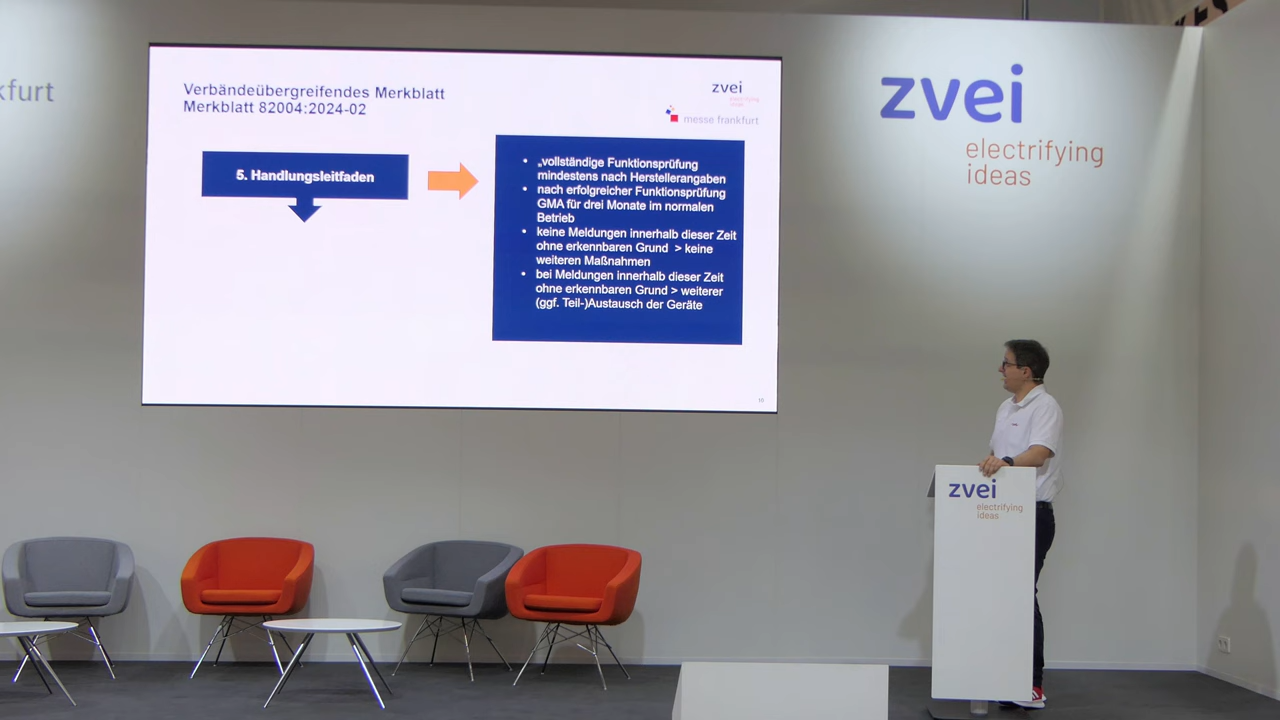 kfurt
Verbändeübergreifendes Merkblatt
Merkblatt 82004:2024-02
zvei
electrifying
ideas
messe frankfurt
5. Handlungsleitfaden
• „vollständige Funktionsprüfung
mindestens nach Herstellerangaben
• nach erfolgreicher Funktionsprüfung
GMA für drei Monate im normalen
Betrieb
• keine Meldungen innerhalb dieser Zeit
ohne erkennbaren Grund > keine
weiteren Maßnahmen
• bei Meldungen innerhalb dieser Zeit
ohne erkennbaren Grund > weiterer
(ggf. Teil-)Austausch der Geräte
zvei
electrifying
ideas
zvei
electrifying
ideas